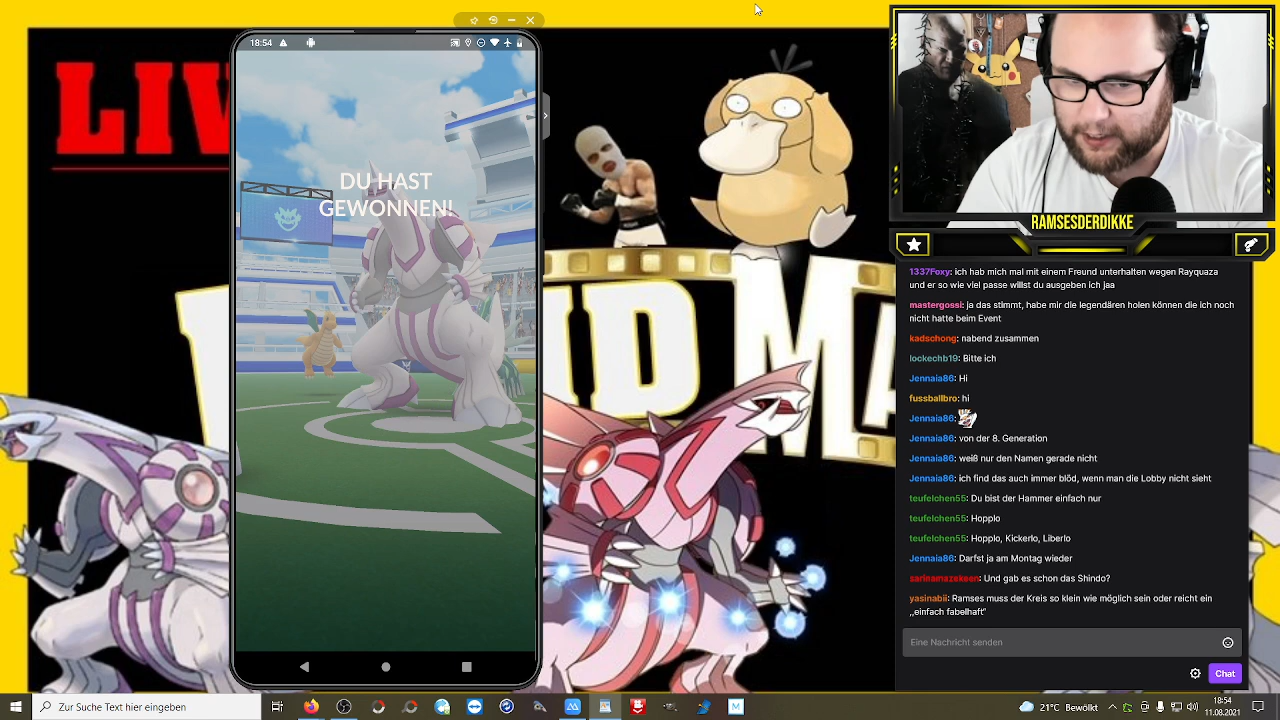 18:54
LIV
DU HAST
GEWONNEN!
RAMSESDERDIKKE
1337Foxy: ich hab mich mal mit einem Freund unterhalten wegen Rayquaza
und er so wie viel passe willst du ausgeben ich jaa
mastergossi: ja das stimmt, habe mir die legendären holen können die ich noch
nicht hatte beim Event
kadschong: nabend zusammen
lockechb19: Bitte ich
Jennaia86: Hi
fussballbro: hi
Jennaia86:
Jennaia86: von der 8. Generation
Jennaia86: weiß nur den Namen gerade nicht
Jennaia86: ich find das auch immer blöd, wenn man die Lobby nicht sieht
teufelchen55: Du bist der Hammer einfach nur
teufelchen55: Hopplo
teufelchen55: Hopplo, Kickerlo, Liberlo
Jennaia86: Darfst ja am Montag wieder
sarinamazekeen: Und gab es schon das Shindo?
yasinabii: Ramses muss der Kreis so klein wie möglich sein oder reicht ein
„einfach fabelhaft“
Eine Nachricht senden
Chat
Zur Suche Text hier eingeben
18:54
11.08.2021